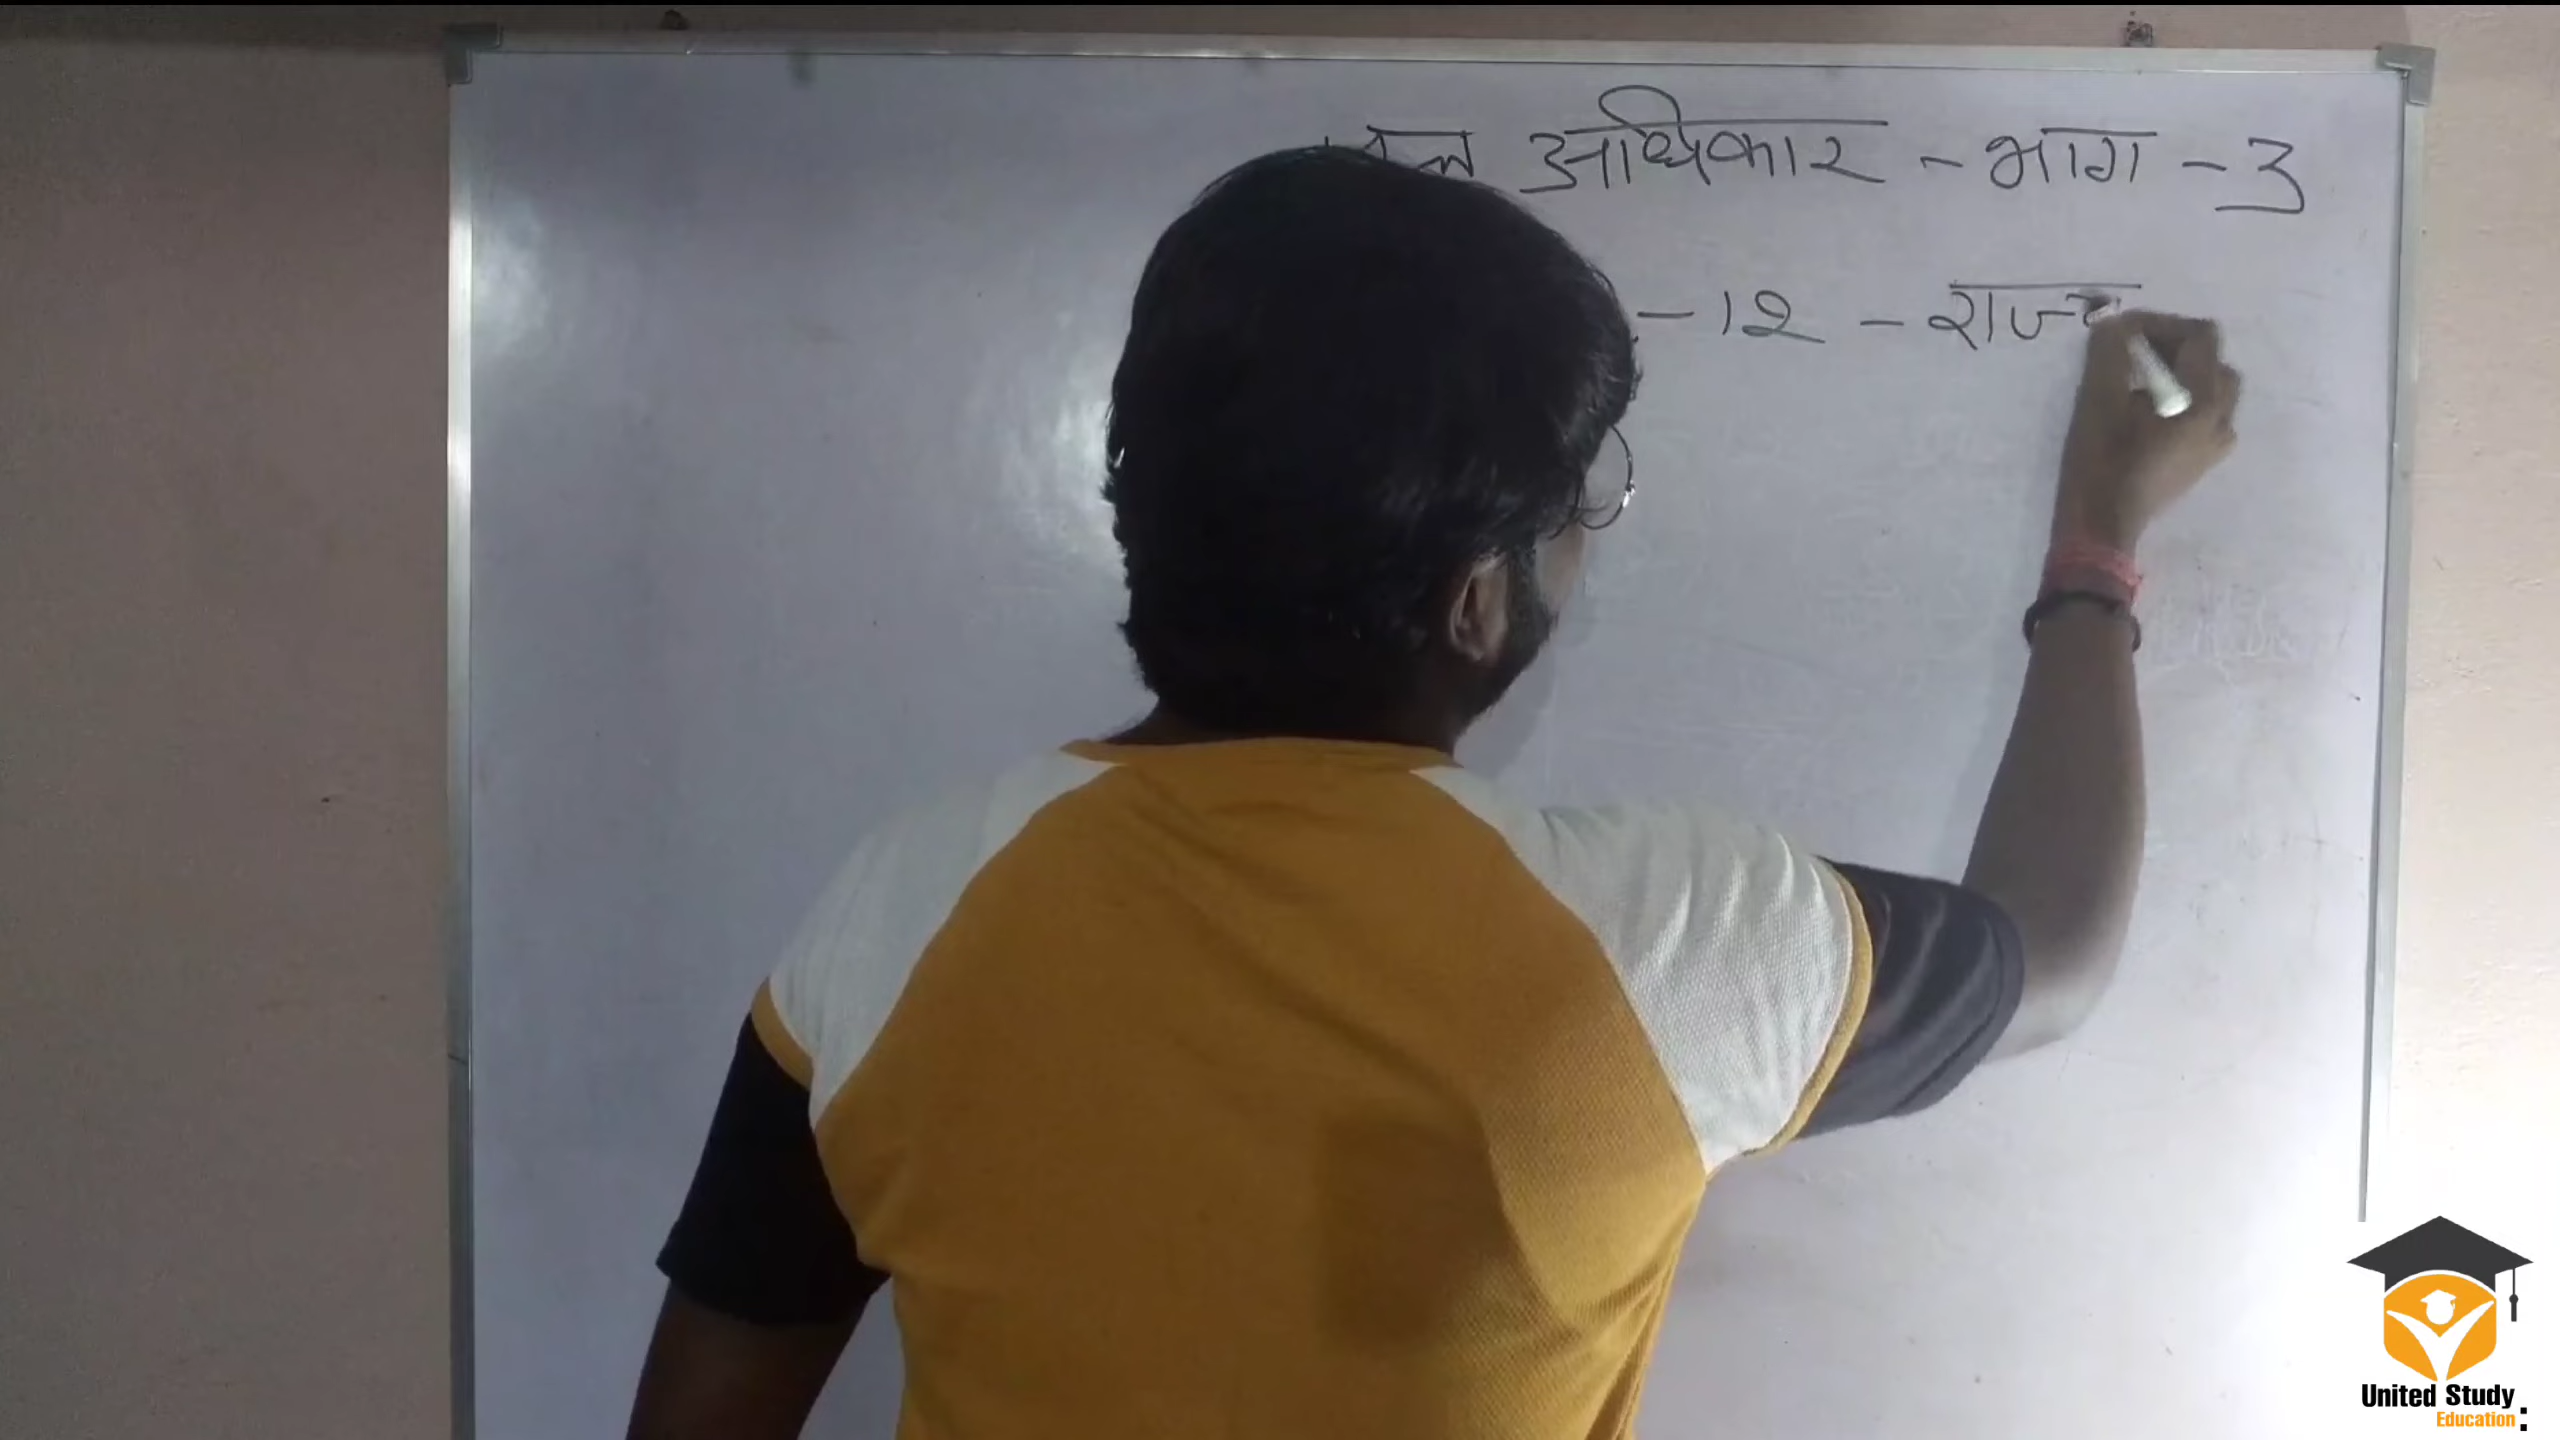 अधिकार - भाग - 3
- 12 - राज्य
United Study
Education